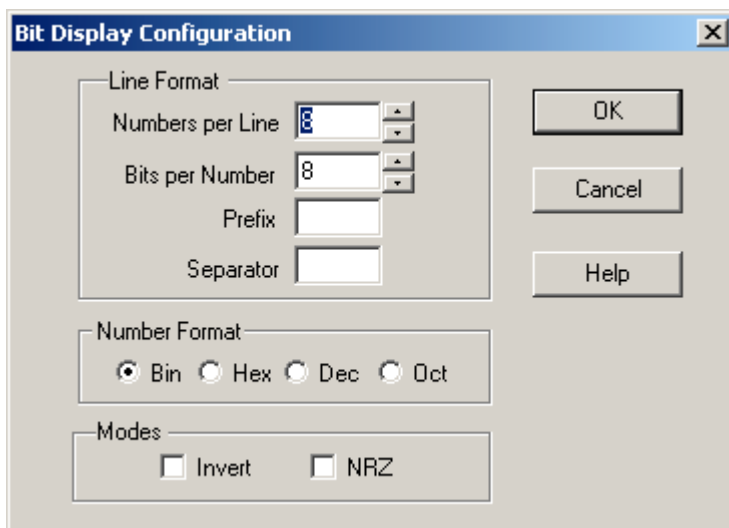 Bit Display Configuration
Line Format
Numbers per Line 8
Bits per Number 8
Prefix
Separator
OK
Cancel
Help
Number Format
Bin Hex Dec Oct
Modes
Invert NRZ